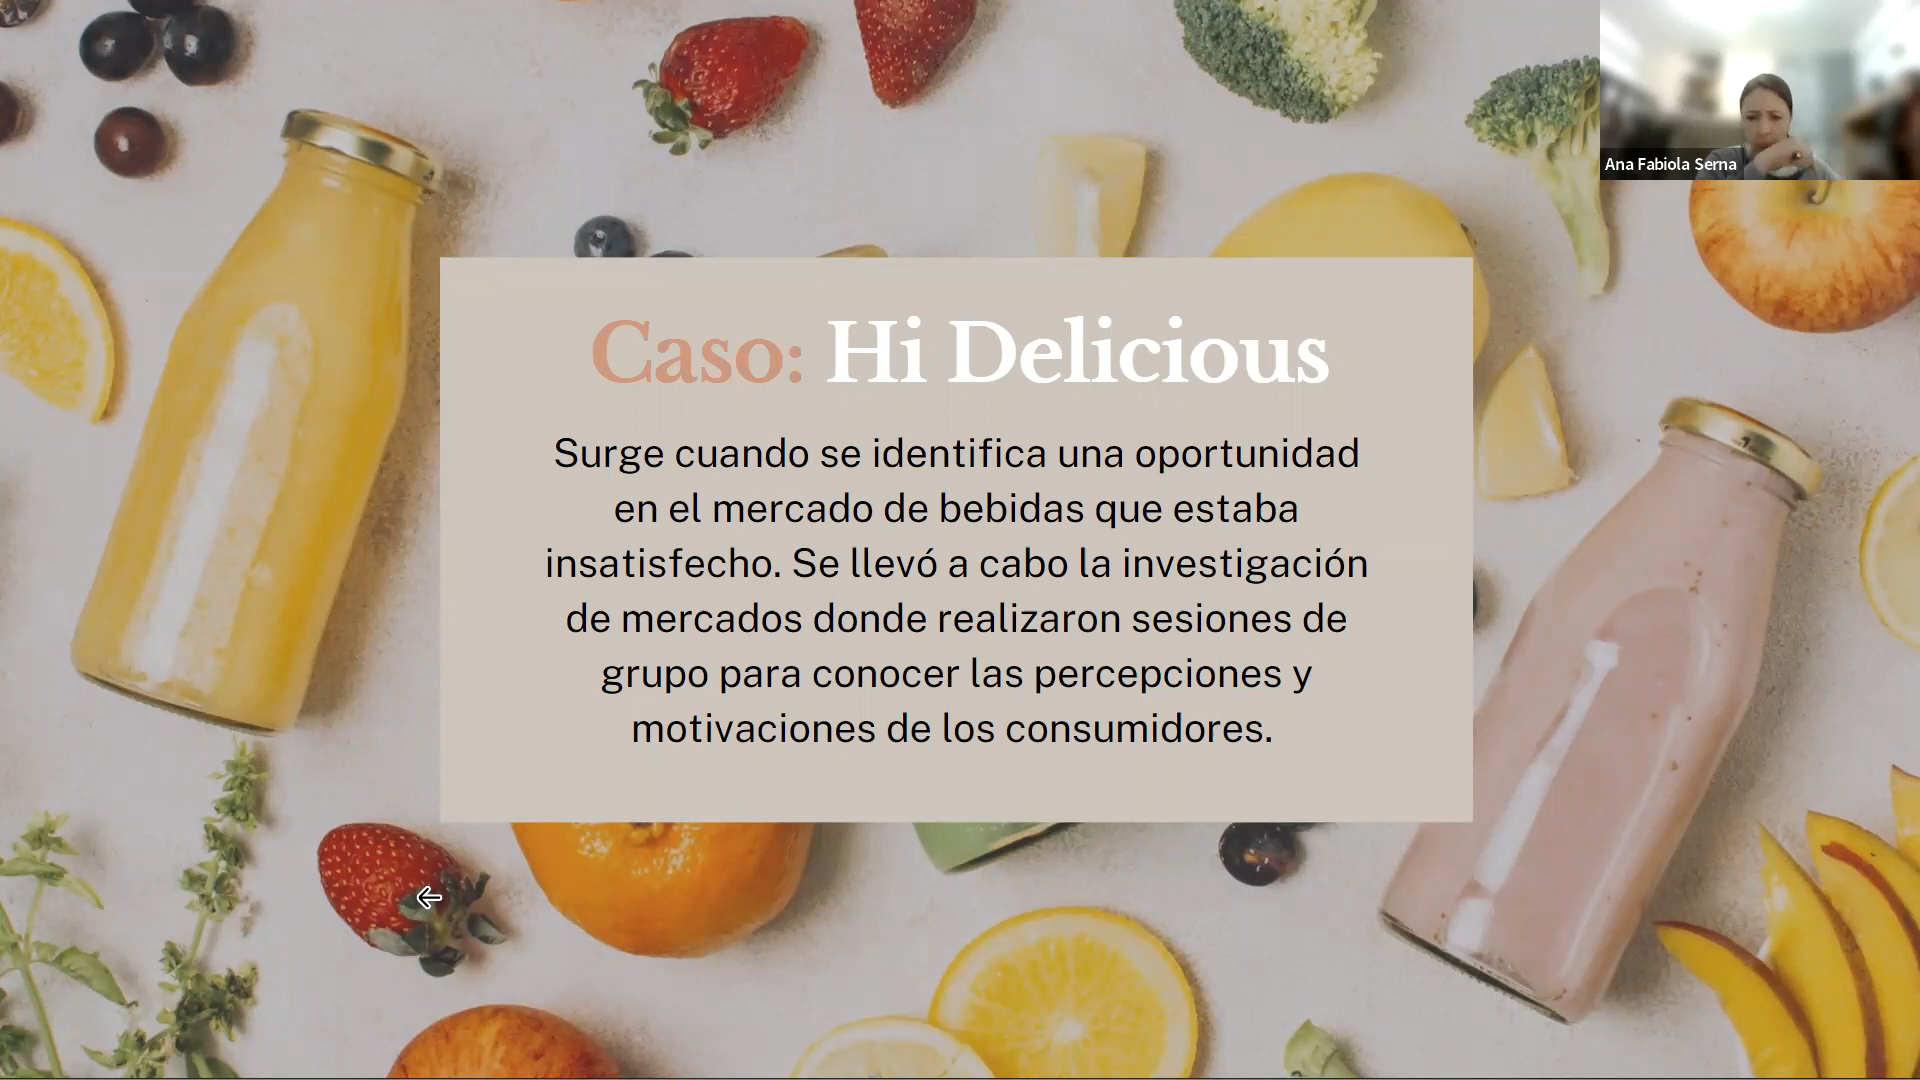 Ana Fabiola Serna
Caso: Hi Delicious
Surge cuando se identifica una oportunidad
en el mercado de bebidas que estaba
insatisfecho. Se llevó a cabo la investigación
de mercados donde realizaron sesiones de
grupo para conocer las percepciones y
motivaciones de los consumidores.